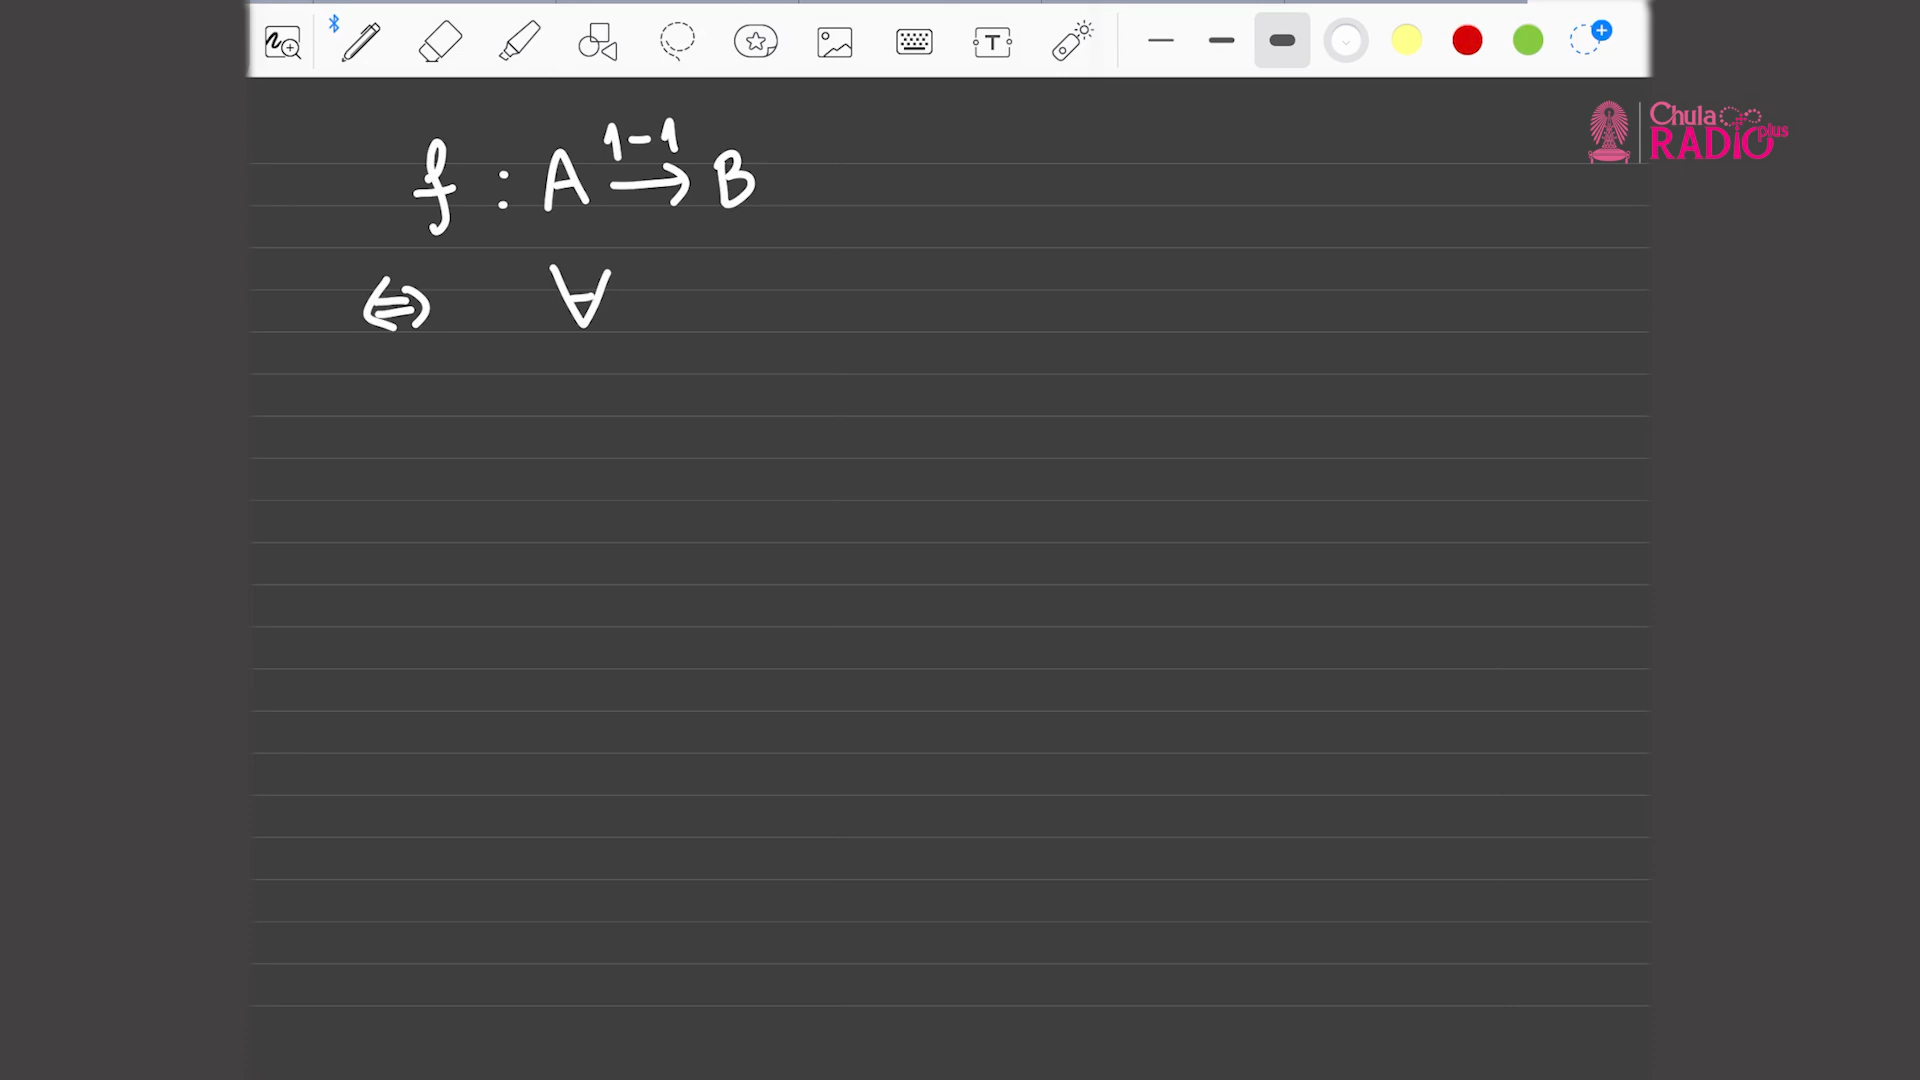 Chula
RADIO plus
1-1
f : A → B
⇔ ∀